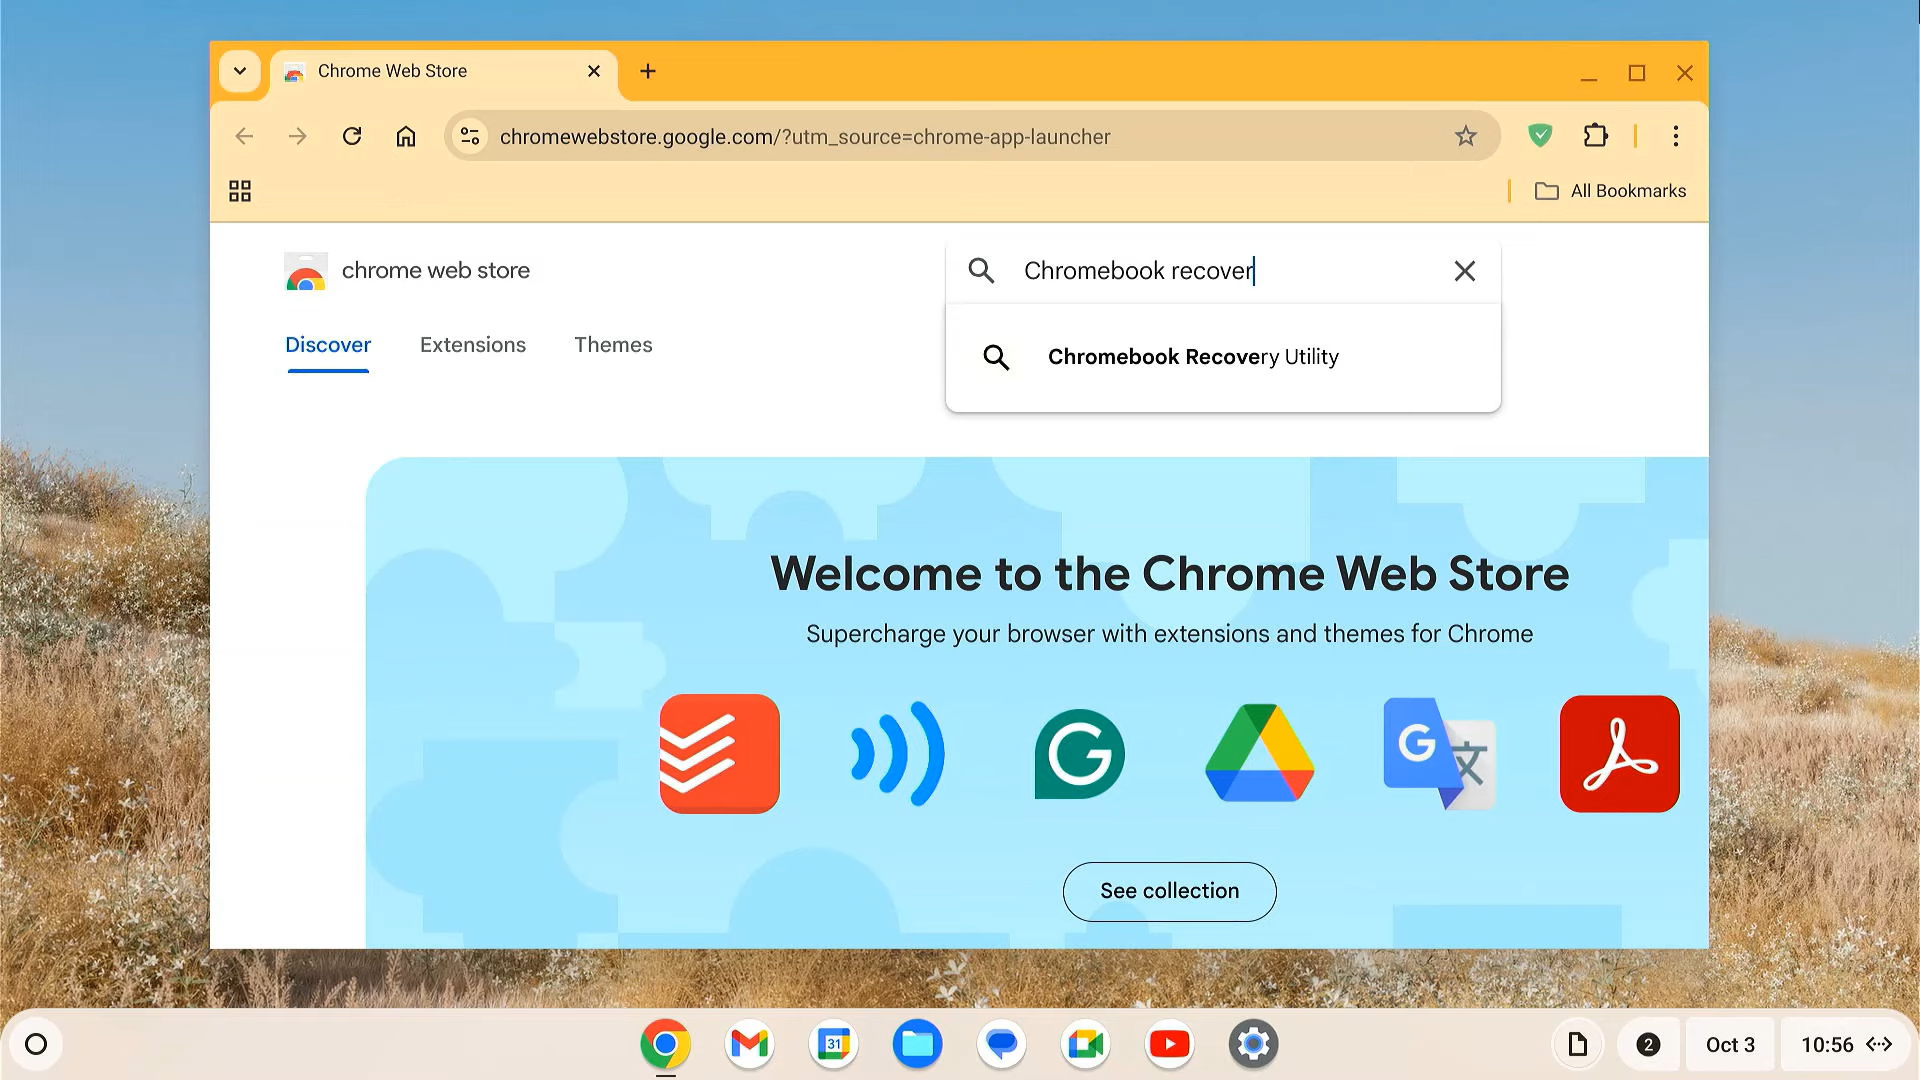 Chrome Web Store
chromewebstore.google.com/?utm_source=chrome-app-launcher
All Bookmarks
chrome web store
Chromebook recover
Discover
Extensions
Themes
Chromebook Recovery Utility
Welcome to the Chrome Web Store
Supercharge your browser with extensions and themes for Chrome
G
G
文
See collection
31
2
Oct 3
10:56